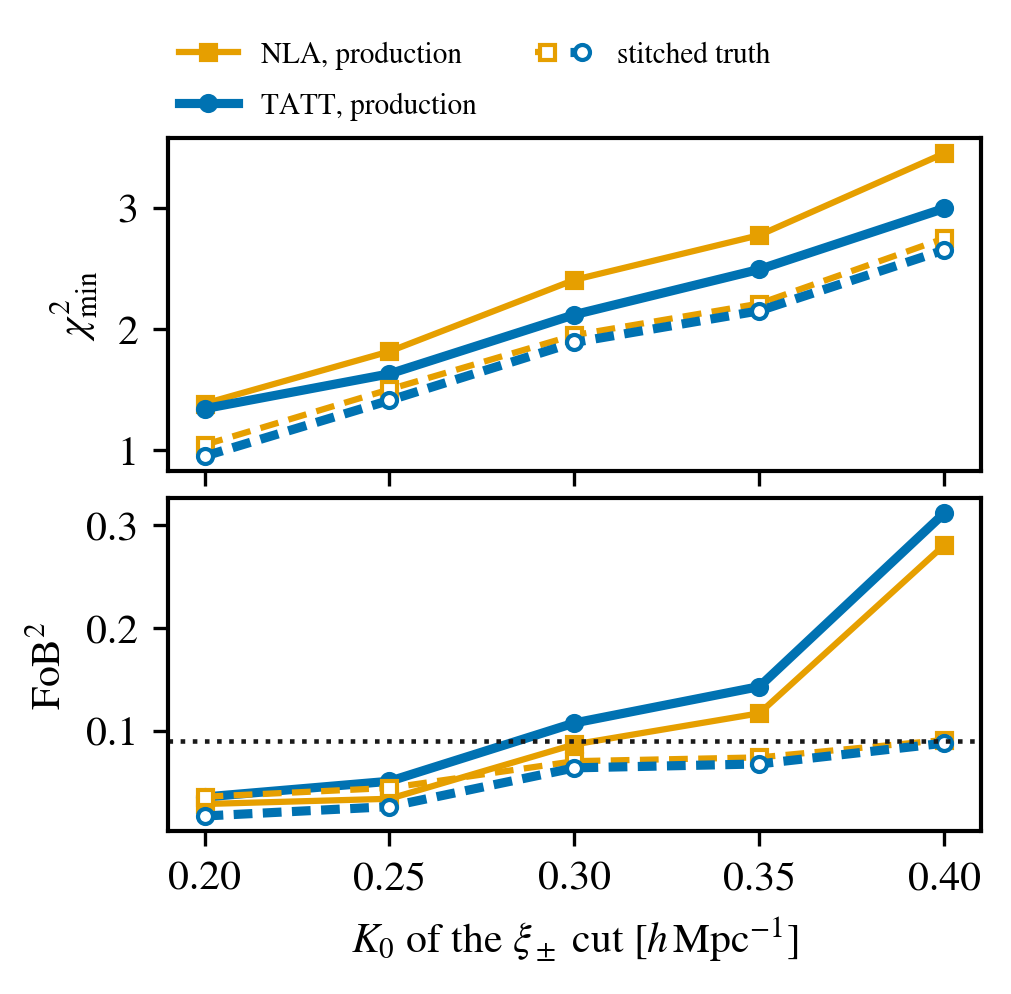 NLA, production
stitched truth
TATT, production
3
2
1
χ²min
0.3
0.2
0.1
FoB²
0.20 0.25 0.30 0.35 0.40
K₀ of the ξ± cut [h Mpc⁻¹]